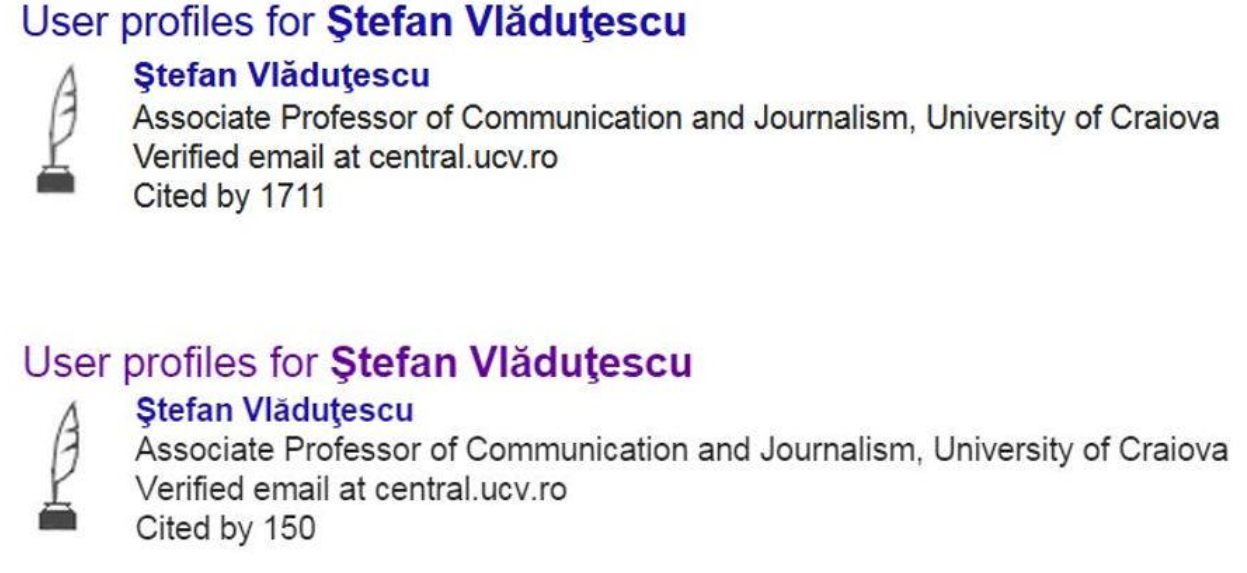 User profiles for Ştefan Vlăduţescu
Ştefan Vlăduţescu
Associate Professor of Communication and Journalism, University of Craiova
Verified email at central.ucv.ro
Cited by 1711
User profiles for Ştefan Vlăduţescu
Ştefan Vlăduţescu
Associate Professor of Communication and Journalism, University of Craiova
Verified email at central.ucv.ro
Cited by 150